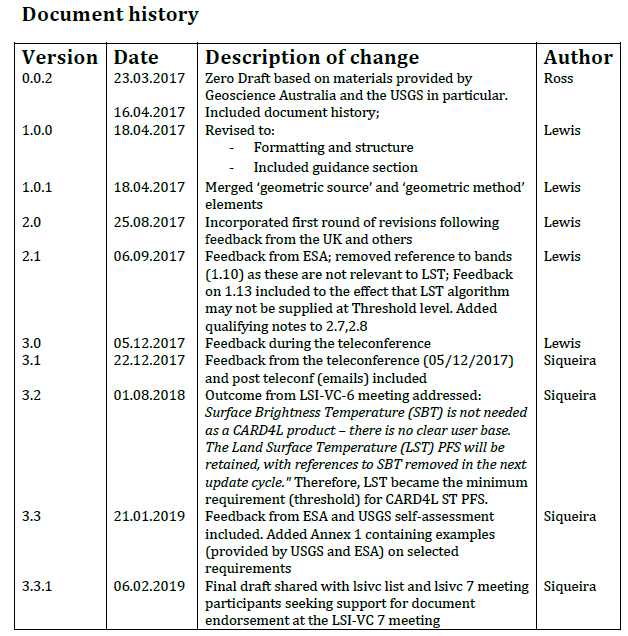 Document history
Version Date Description of change Author
0.0.2 23.03.2017 Zero Draft based on materials provided by Ross
Geoscience Australia and the USGS in particular.
16.04.2017 Included document history;
1.0.0 18.04.2017 Revised to: Lewis
- Formatting and structure
- Included guidance section
1.0.1 18.04.2017 Merged ‘geometric source’ and ‘geometric method’ Lewis
elements
2.0 25.08.2017 Incorporated first round of revisions following Lewis
feedback from the UK and others
2.1 06.09.2017 Feedback from ESA; removed reference to bands Lewis
(1.10) as these are not relevant to LST; Feedback
on 1.13 included to the effect that LST algorithm
may not be supplied at Threshold level. Added
qualifying notes to 2.7,2.8
3.0 05.12.2017 Feedback during the teleconference Lewis
3.1 22.12.2017 Feedback from the teleconference (05/12/2017) Siqueira
and post teleconf (emails) included
3.2 01.08.2018 Outcome from LSI-VC-6 meeting addressed: Siqueira
Surface Brightness Temperature (SBT) is not needed
as a CARD4L product – there is no clear user base.
The Land Surface Temperature (LST) PFS will be
retained, with references to SBT removed in the next
update cycle." Therefore, LST became the minimum
requirement (threshold) for CARD4L ST PFS.
3.3 21.01.2019 Feedback from ESA and USGS self-assessment Siqueira
included. Added Annex 1 containing examples
(provided by USGS and ESA) on selected
requirements
3.3.1 06.02.2019 Final draft shared with lsivc list and lsivc 7 meeting Siqueira
participants seeking support for document
endorsement at the LSI-VC 7 meeting